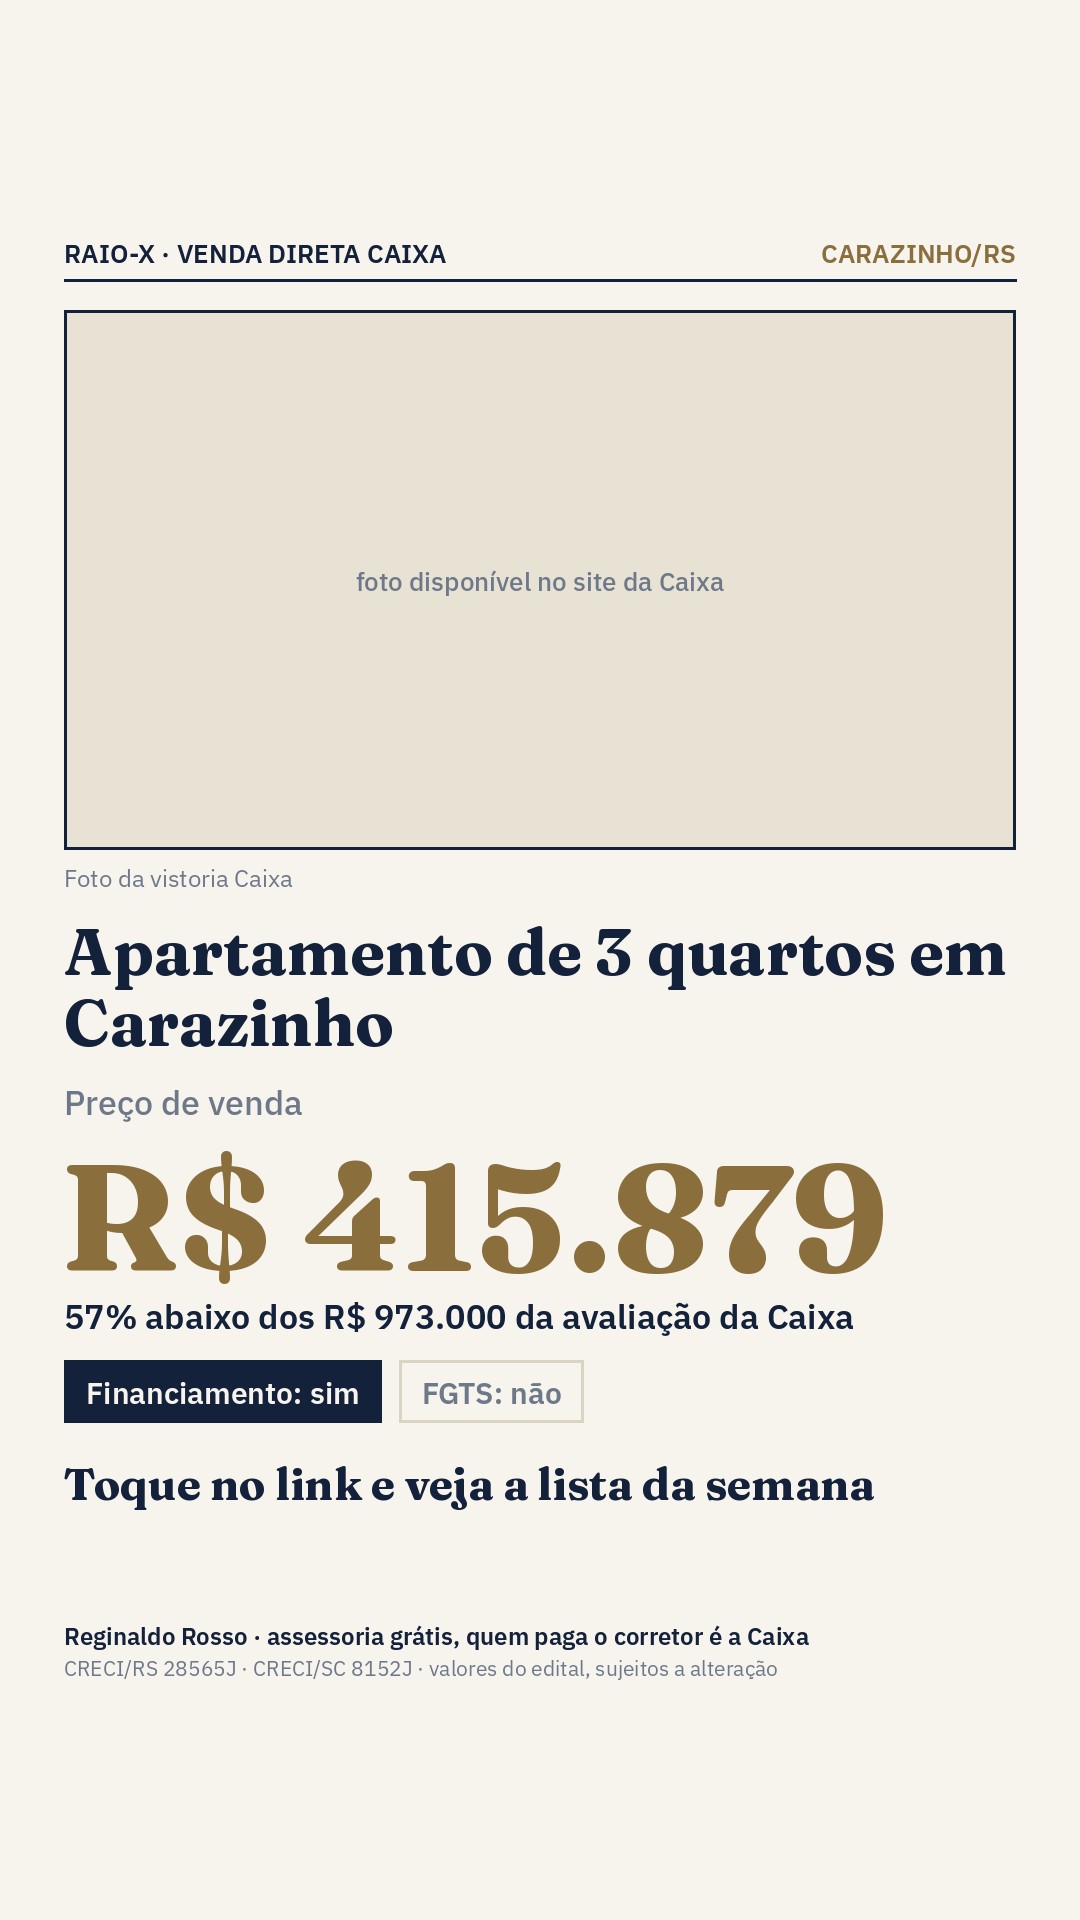 RAIO-X · VENDA DIRETA CAIXA
CARAZINHO/RS
foto disponível no site da Caixa
Foto da vistoria Caixa
Apartamento de 3 quartos em
Carazinho
Preço de venda
R$ 415.879
57% abaixo dos R$ 973.000 da avaliação da Caixa
Financiamento: sim
FGTS: não
Toque no link e veja a lista da semana
Reginaldo Rosso · assessoria grátis, quem paga o corretor é a Caixa
CRECI/RS 28565J · CRECI/SC 8152J · valores do edital, sujeitos a alteração